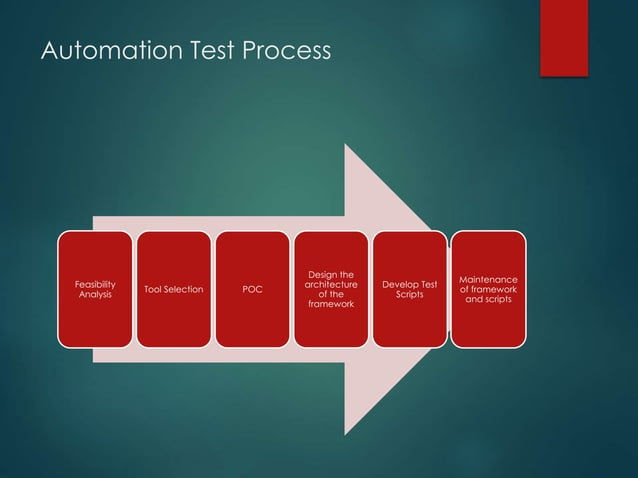 Automation Test Process
Feasibility
Analysis
Tool Selection
POC
Design the
architecture
of the
framework
Develop Test
Scripts
Maintenance
of framework
and scripts